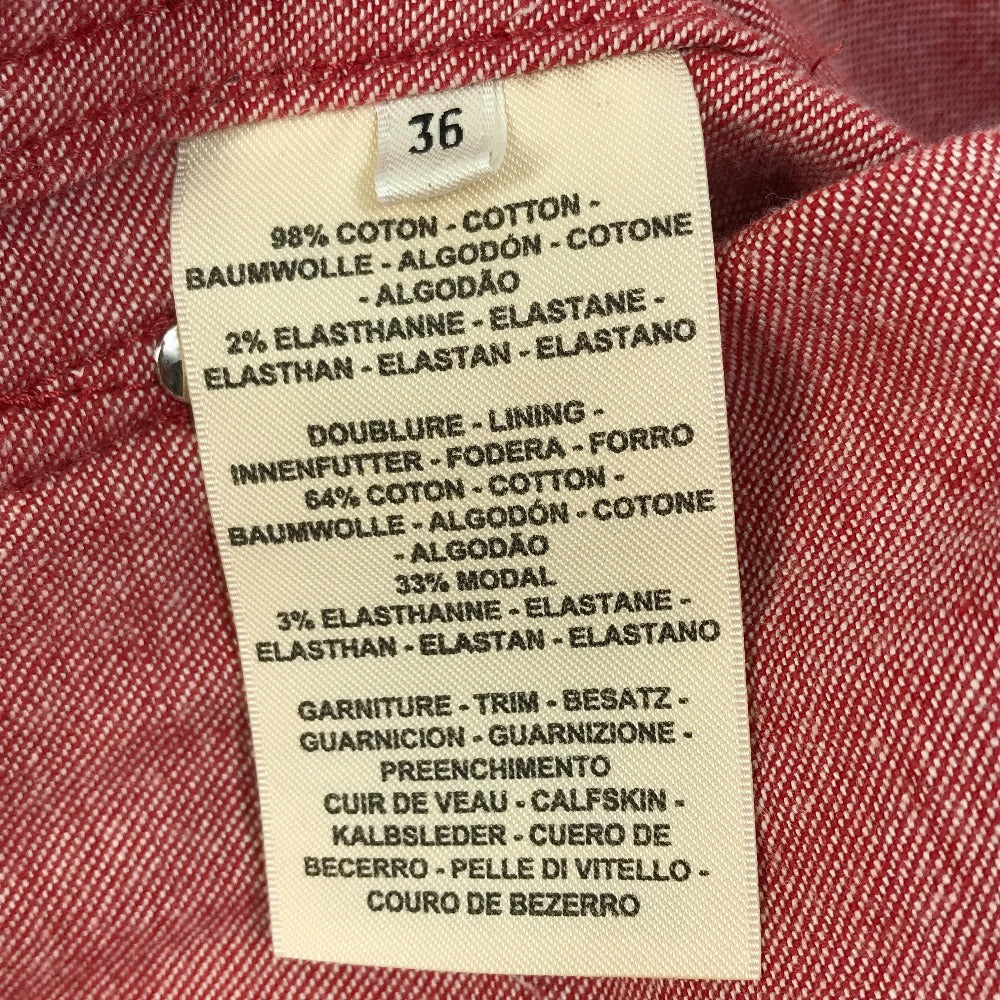 36
98% COTON - COTTON -
BAUMWOLLE - ALGODÓN - COTONE
- ALGODÃO
2% ELASTHANNE - ELASTANE -
ELASTHAN - ELASTAN - ELASTANO
DOUBLURE - LINING -
INNENFUTTER - FODERA - FORRO
64% COTON - COTTON -
BAUMWOLLE - ALGODÓN - COTONE
- ALGODÃO
33% MODAL
3% ELASTHANNE - ELASTANE -
ELASTHAN - ELASTAN - ELASTANO
GARNITURE - TRIM - BESATZ -
GUARNICION - GUARNIZIONE -
PREENCHIMENTO
CUIR DE VEAU - CALFSKIN -
KALBSLEDER - CUERO DE
BECERRO - PELLE DI VITELLO -
COURO DE BEZERRO